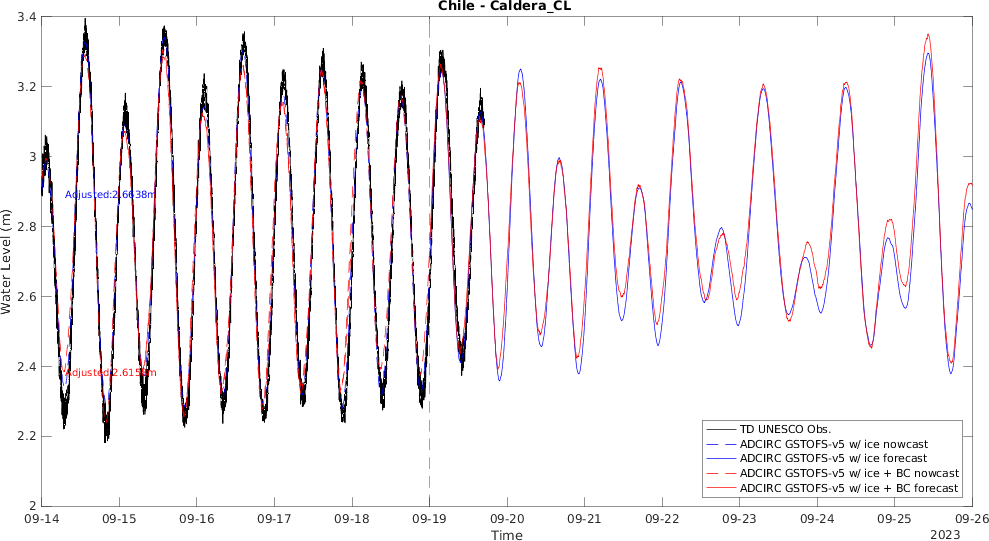 Chile - Caldera_CL
Water Level (m)
3.4
3.2
3
2.8
2.6
2.4
2.2
2
Adjusted:2.6638m
TD UNESCO Obs.
ADCIRC GSTOFS-v5 w/ ice nowcast
ADCIRC GSTOFS-v5 w/ ice forecast
ADCIRC GSTOFS-v5 w/ ice + BC nowcast
ADCIRC GSTOFS-v5 w/ ice + BC forecast
09-14 09-15 09-16 09-17 09-18 09-19 09-20 09-21 09-22 09-23 09-24 09-25 09-26
Time
2023